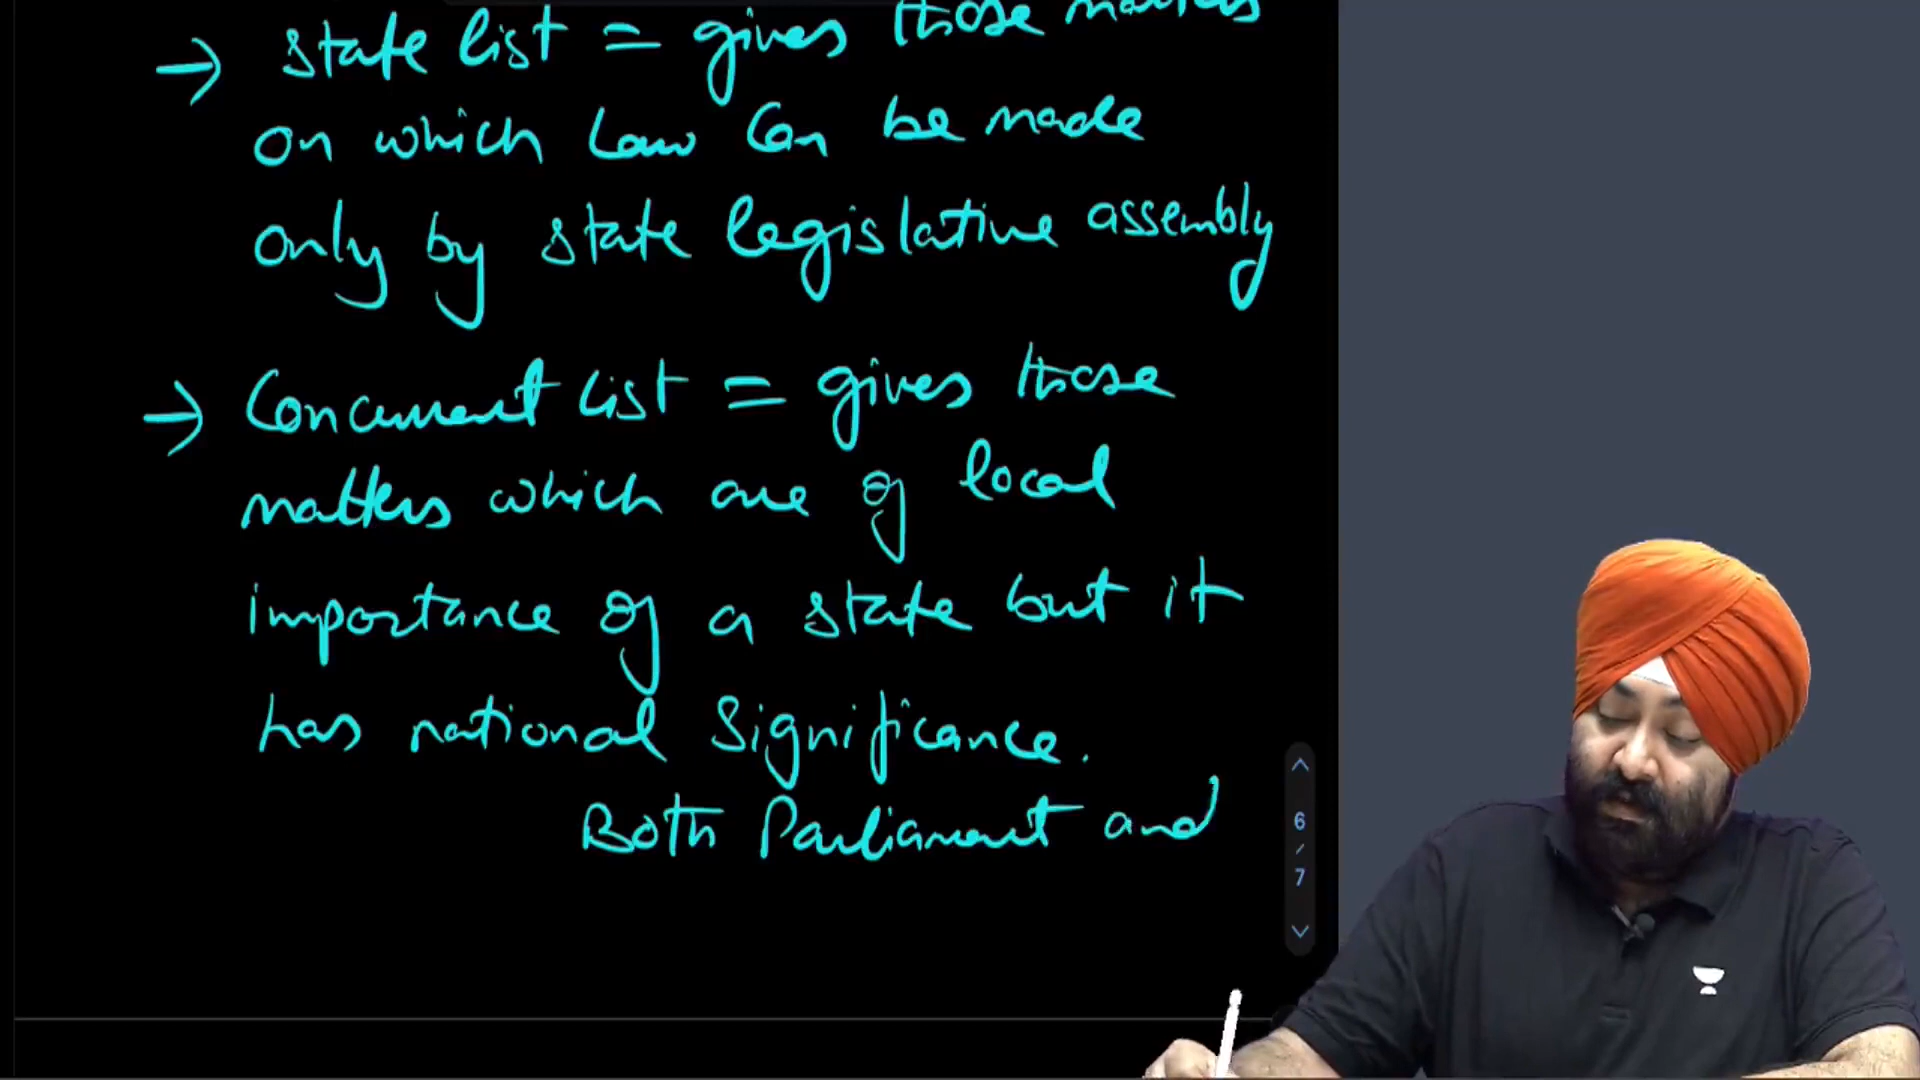 → State list = gives those matters
on which Law Can be made
only by state legislative assembly
→ Concurrent list = gives those
matters which are of local
importance of a state but it
has national Significance.
Both Parliament and
6
/
7